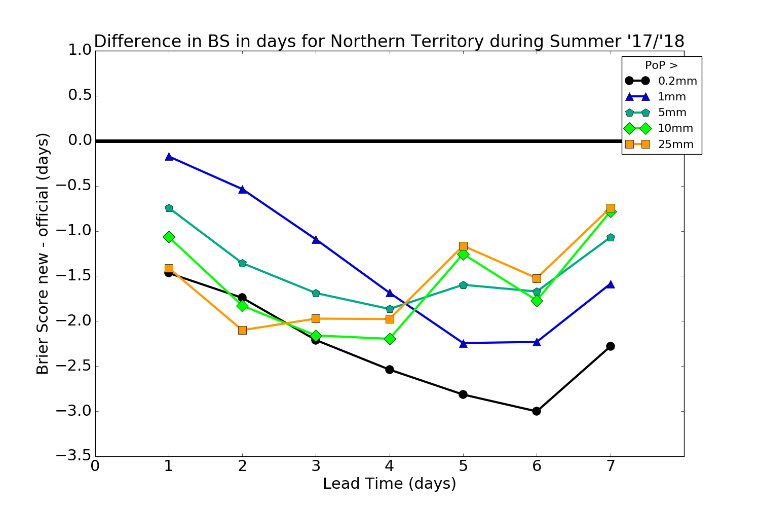 Difference in BS in days for Northern Territory during Summer '17/'18
PoP >
0.2mm
1mm
5mm
10mm
25mm
Brier Score new - official (days)
1.0
0.5
0.0
−0.5
−1.0
−1.5
−2.0
−2.5
−3.0
−3.5
0 1 2 3 4 5 6 7
Lead Time (days)